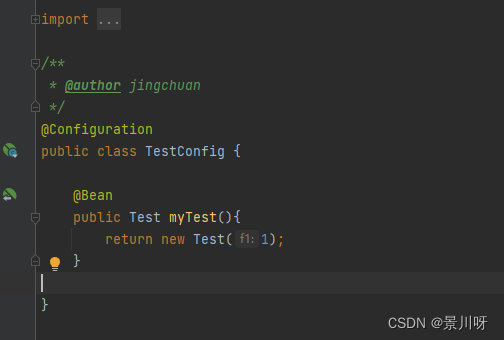 import ...
/**
* @author jingchuan
*/
@Configuration
public class TestConfig {
@Bean
public Test myTest(){
return new Test( f1: 1);
}
}
CSDN @景川呀